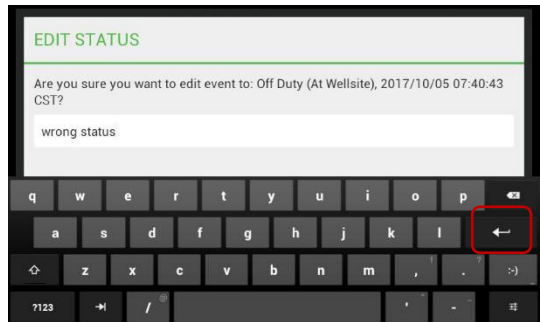 EDIT STATUS
Are you sure you want to edit event to: Off Duty (At Wellsite), 2017/10/05 07:40:43
CST?
wrong status
q w e r t y u i o p
a s d f g h j k l
z x c v b n m , ! . ?
:-)
?123 / @ ' " - _